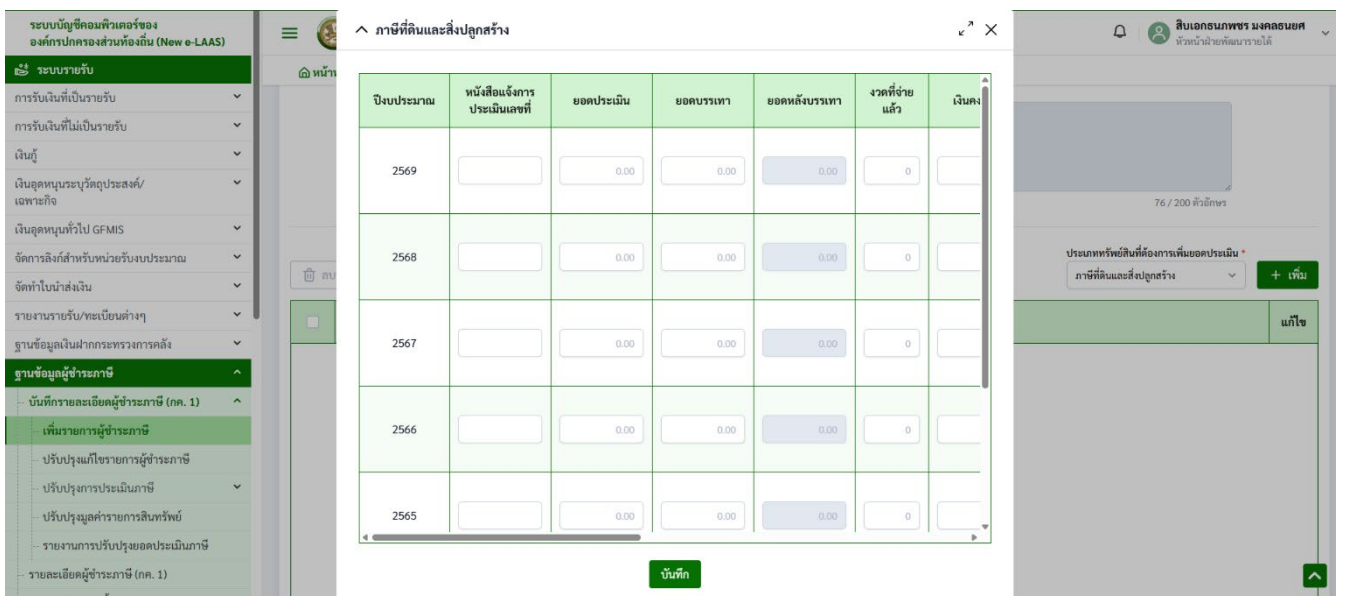 ระบบบัญชีคอมพิวเตอร์ของ
องค์กรปกครองส่วนท้องถิ่น (New e-LAAS)
ระบบรายรับ
การรับเงินที่เป็นรายรับ
การรับเงินที่ไม่เป็นรายรับ
เงินกู้
เงินอุดหนุนระบุวัตถุประสงค์/
เฉพาะกิจ
เงินอุดหนุนทั่วไป GFMIS
จัดการลิงก์สำหรับหน่วยรับงบประมาณ
จัดทำใบนำส่งเงิน
รายงานรายรับ/ทะเบียนต่างๆ
ฐานข้อมูลเงินฝากกระทรวงการคลัง
ฐานข้อมูลผู้ชำระภาษี
บันทึกรายละเอียดผู้ชำระภาษี (กค. 1)
เพิ่มรายการผู้ชำระภาษี
ปรับปรุงแก้ไขรายการผู้ชำระภาษี
ปรับปรุงการประเมินภาษี
ปรับปรุงมูลค่ารายการสินทรัพย์
รายงานการปรับปรุงยอดประเมินภาษี
รายละเอียดผู้ชำระภาษี (กค. 1)
ภาษีที่ดินและสิ่งปลูกสร้าง
ปีงบประมาณ หนังสือแจ้งการ ยอดประเมิน ยอดบรรเทา ยอดหลังบรรเทา งวดที่จ่าย
ประเมินเลขที่ แล้ว
2569 0.00 0.00 0.00 0
2568 0.00 0.00 0.00 0
2567 0.00 0.00 0.00 0
2566 0.00 0.00 0.00 0
2565 0.00 0.00 0.00 0
บันทึก
สิบเอกธนภพชร มงคลธนยศ
หัวหน้าฝ่ายพัฒนารายได้
76 / 200 ตัวอักษร
ประเภททรัพย์สินที่ต้องการเพิ่มยอดประเมิน *
ภาษีที่ดินและสิ่งปลูกสร้าง
+ เพิ่ม
แก้ไข